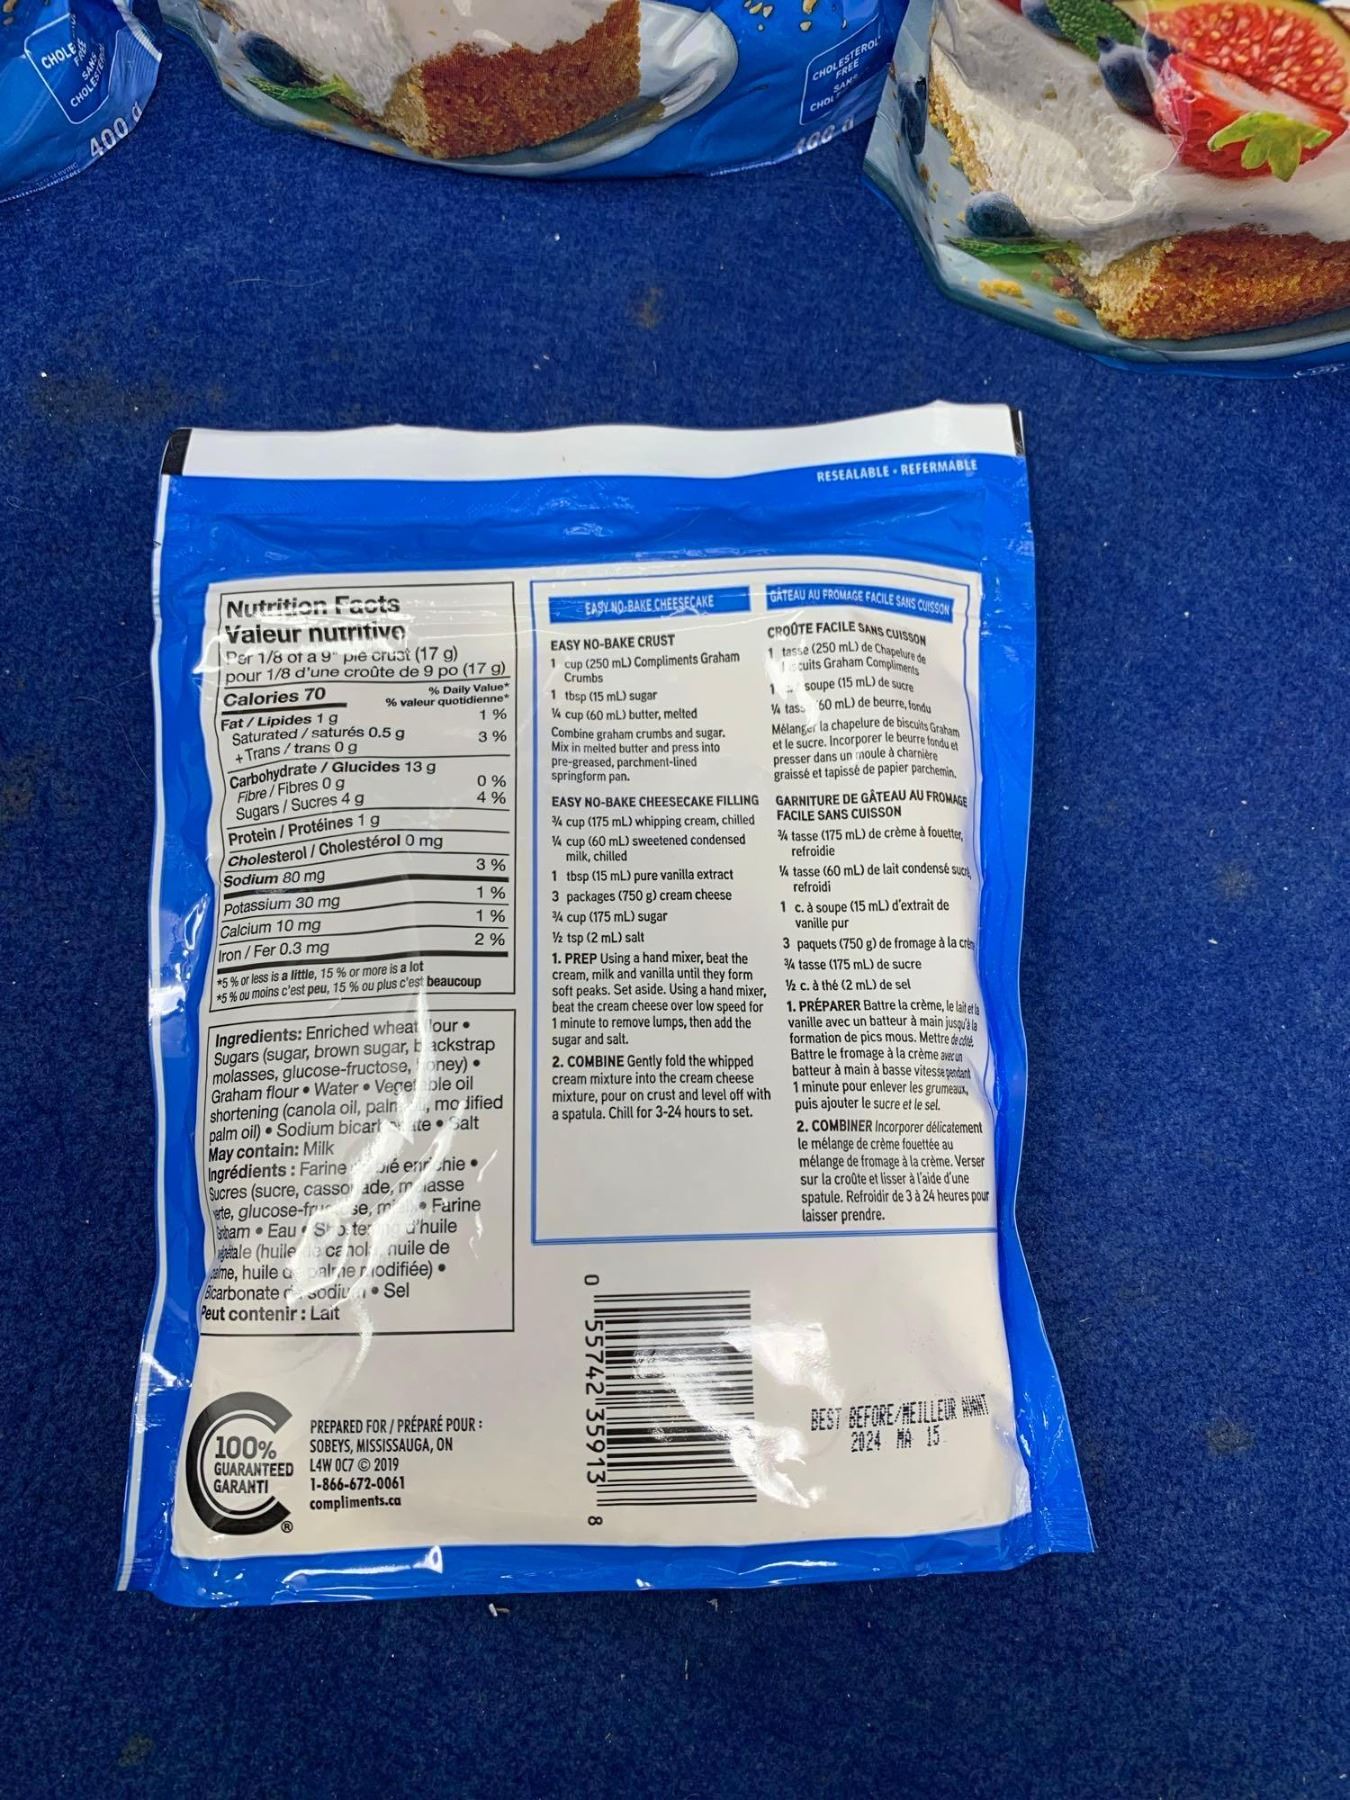 CHOLE
FREE
SANS
CHOLESTEROL
400 g
CHOLESTEROL
FREE
SANS
CHOL
400 g
RESEALABLE • REFERMABLE
Nutrition Facts
Valeur nutritive
Per 1/8 of a 9" pie crust (17 g)
pour 1/8 d'une croûte de 9 po (17 g)
Calories 70
% Daily Value*
% valeur quotidienne*
Fat / Lipides 1 g 1 %
Saturated / saturés 0.5 g
+ Trans / trans 0 g 3 %
Carbohydrate / Glucides 13 g
Fibre / Fibres 0 g 0 %
Sugars / Sucres 4 g 4 %
Protein / Protéines 1 g
Cholesterol / Cholestérol 0 mg
Sodium 80 mg 3 %
Potassium 30 mg 1 %
Calcium 10 mg 1 %
Iron / Fer 0.3 mg 2 %
*5 % or less is a little, 15 % or more is a lot
*5 % ou moins c'est peu, 15 % ou plus c'est beaucoup
Ingredients: Enriched wheat flour •
Sugars (sugar, brown sugar, blackstrap
molasses, glucose-fructose, honey) •
Graham flour • Water • Vegetable oil
shortening (canola oil, palm oil, modified
palm oil) • Sodium bicarbonate • Salt
May contain: Milk
Ingrédients : Farine blé enrichie •
Sucres (sucre, cassonade, mélasse
verte, glucose-fructose, miel) • Farine
Graham • Eau • Shortening d'huile
végétale (huile de canola, huile de
palme, huile de palme modifiée) •
Bicarbonate de sodium • Sel
Peut contenir : Lait
EASY NO-BAKE CHEESECAKE
EASY NO-BAKE CRUST
1 cup (250 mL) Compliments Graham
Crumbs
1 tbsp (15 mL) sugar
¼ cup (60 mL) butter, melted
Combine graham crumbs and sugar.
Mix in melted butter and press into
pre-greased, parchment-lined
springform pan.
EASY NO-BAKE CHEESECAKE FILLING
¾ cup (175 mL) whipping cream, chilled
¼ cup (60 mL) sweetened condensed
milk, chilled
1 tbsp (15 mL) pure vanilla extract
3 packages (750 g) cream cheese
¾ cup (175 mL) sugar
½ tsp (2 mL) salt
1. PREP Using a hand mixer, beat the
cream, milk and vanilla until they form
soft peaks. Set aside. Using a hand mixer,
beat the cream cheese over low speed for
1 minute to remove lumps, then add the
sugar and salt.
2. COMBINE Gently fold the whipped
cream mixture into the cream cheese
mixture, pour on crust and level off with
a spatula. Chill for 3-24 hours to set.
GÂTEAU AU FROMAGE FACILE SANS CUISSON
CROÛTE FACILE SANS CUISSON
1 tasse (250 mL) de Chapelure de
biscuits Graham Compliments
1 soupe (15 mL) de sucre
¼ tasse (60 mL) de beurre, fondu
Mélanger la chapelure de biscuits Graham
et le sucre. Incorporer le beurre fondu et
presser dans un moule à charnière
graissé et tapissé de papier parchemin.
GARNITURE DE GÂTEAU AU FROMAGE
FACILE SANS CUISSON
¾ tasse (175 mL) de crème à fouetter,
refroidie
¼ tasse (60 mL) de lait condensé sucré,
refroidi
1 c. à soupe (15 mL) d'extrait de
vanille pur
3 paquets (750 g) de fromage à la crème
¾ tasse (175 mL) de sucre
½ c. à thé (2 mL) de sel
1. PRÉPARER Battre la crème, le lait et la
vanille avec un batteur à main jusqu'à la
formation de pics mous. Mettre de côté.
Battre le fromage à la crème avec un
batteur à main à basse vitesse pendant
1 minute pour enlever les grumeaux,
puis ajouter le sucre et le sel.
2. COMBINER Incorporer délicatement
le mélange de crème fouettée au
mélange de fromage à la crème. Verser
sur la croûte et lisser à l'aide d'une
spatule. Refroidir de 3 à 24 heures pour
laisser prendre.
100%
GUARANTEED
GARANTI
®
PREPARED FOR / PRÉPARÉ POUR :
SOBEYS, MISSISSAUGA, ON
L4W 0C7 © 2019
1-866-672-0061
compliments.ca
0 55742 35913 8
BEST BEFORE/MEILLEUR AVANT
2024 MA 15